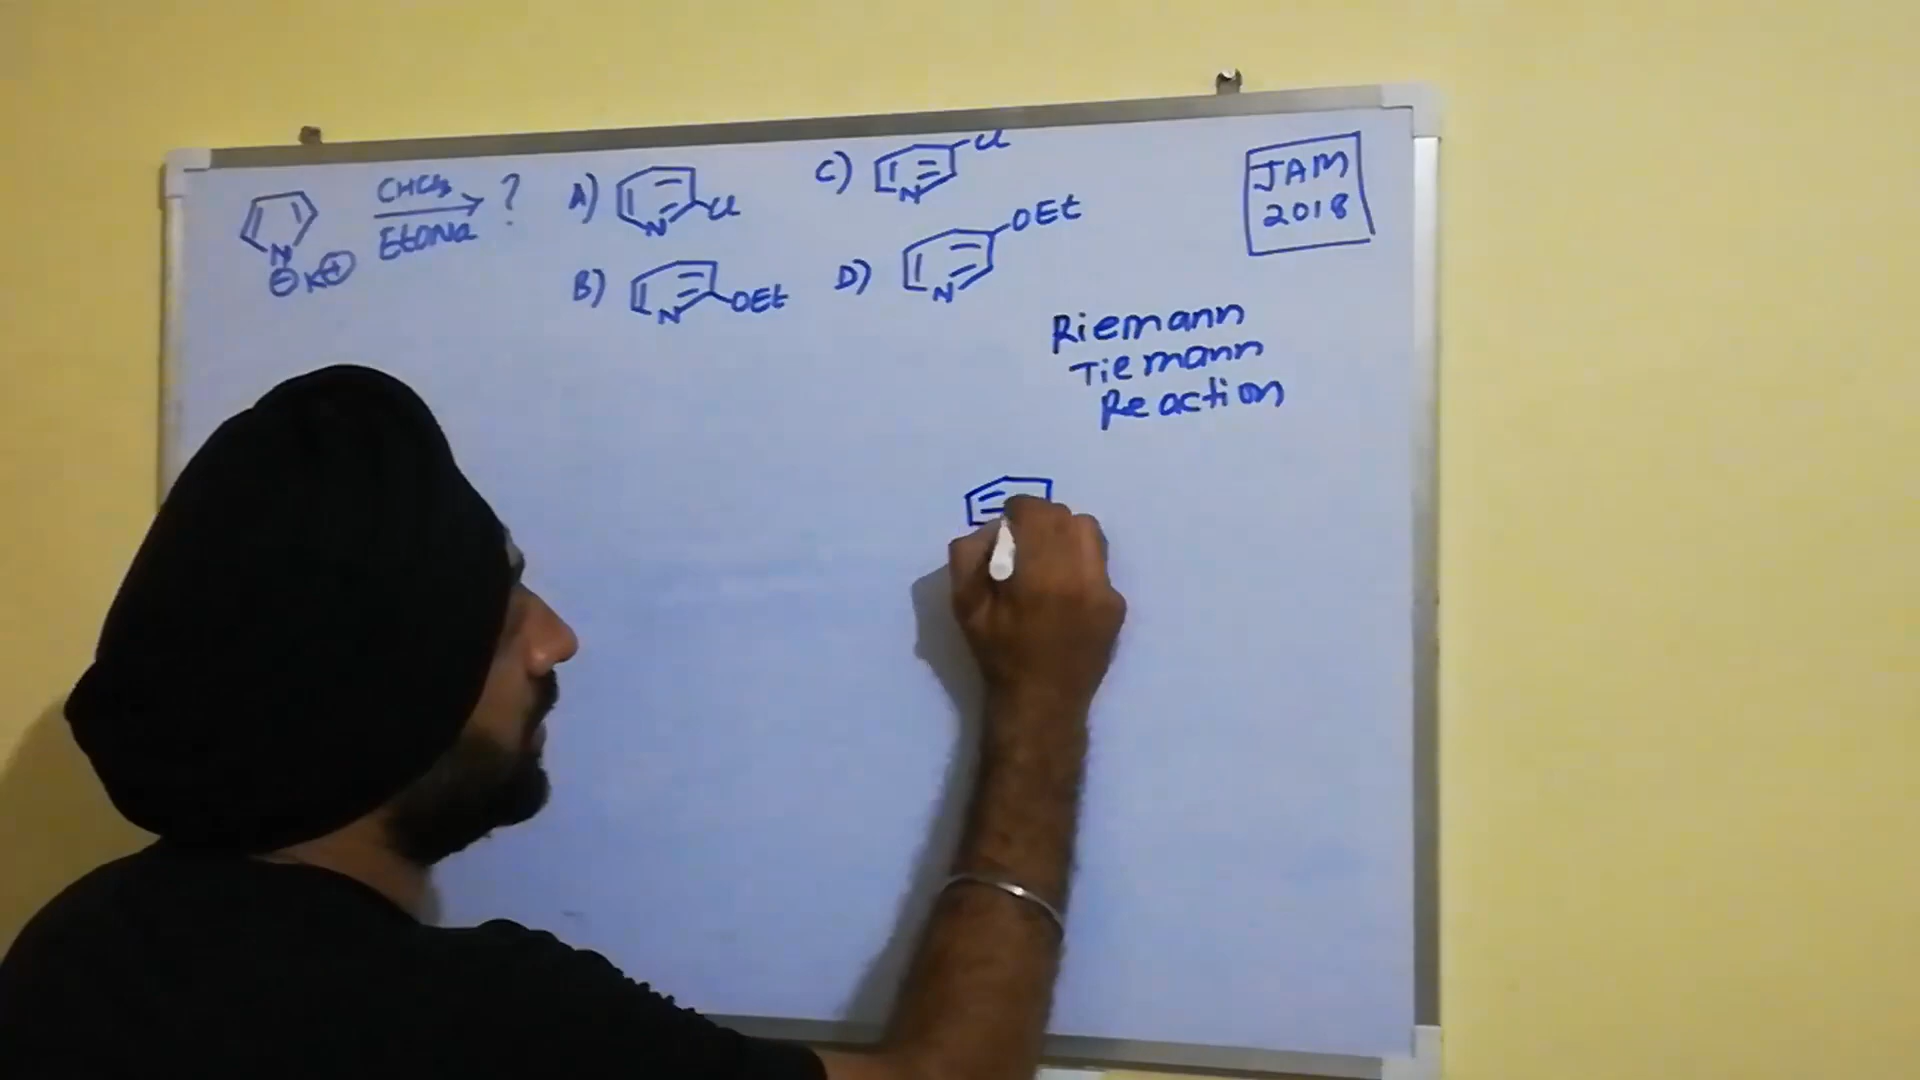 CHCl3
EtONa
?
N
⊖ K⊕
A)
N
Cl
B)
N
OEt
C)
N
Cl
D)
N
OEt
JAM
2018
Riemann
Tiemann
Reaction